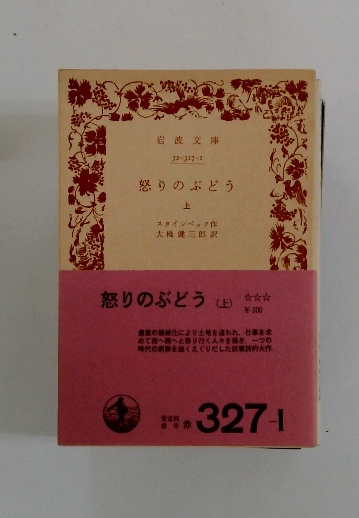 岩波文庫
32-327-1
怒りのぶどう
上
スタインベック作
大橋健三郎訳
怒りのぶどう（上） ☆☆☆
¥300
農業の機械化により土地を追われ、仕事を求
めて西へ西へと移り行く人々を描き、一つの
時代の病根を鋭くえぐりだした叙事詩的大作.
著者別
番号 赤 327-1